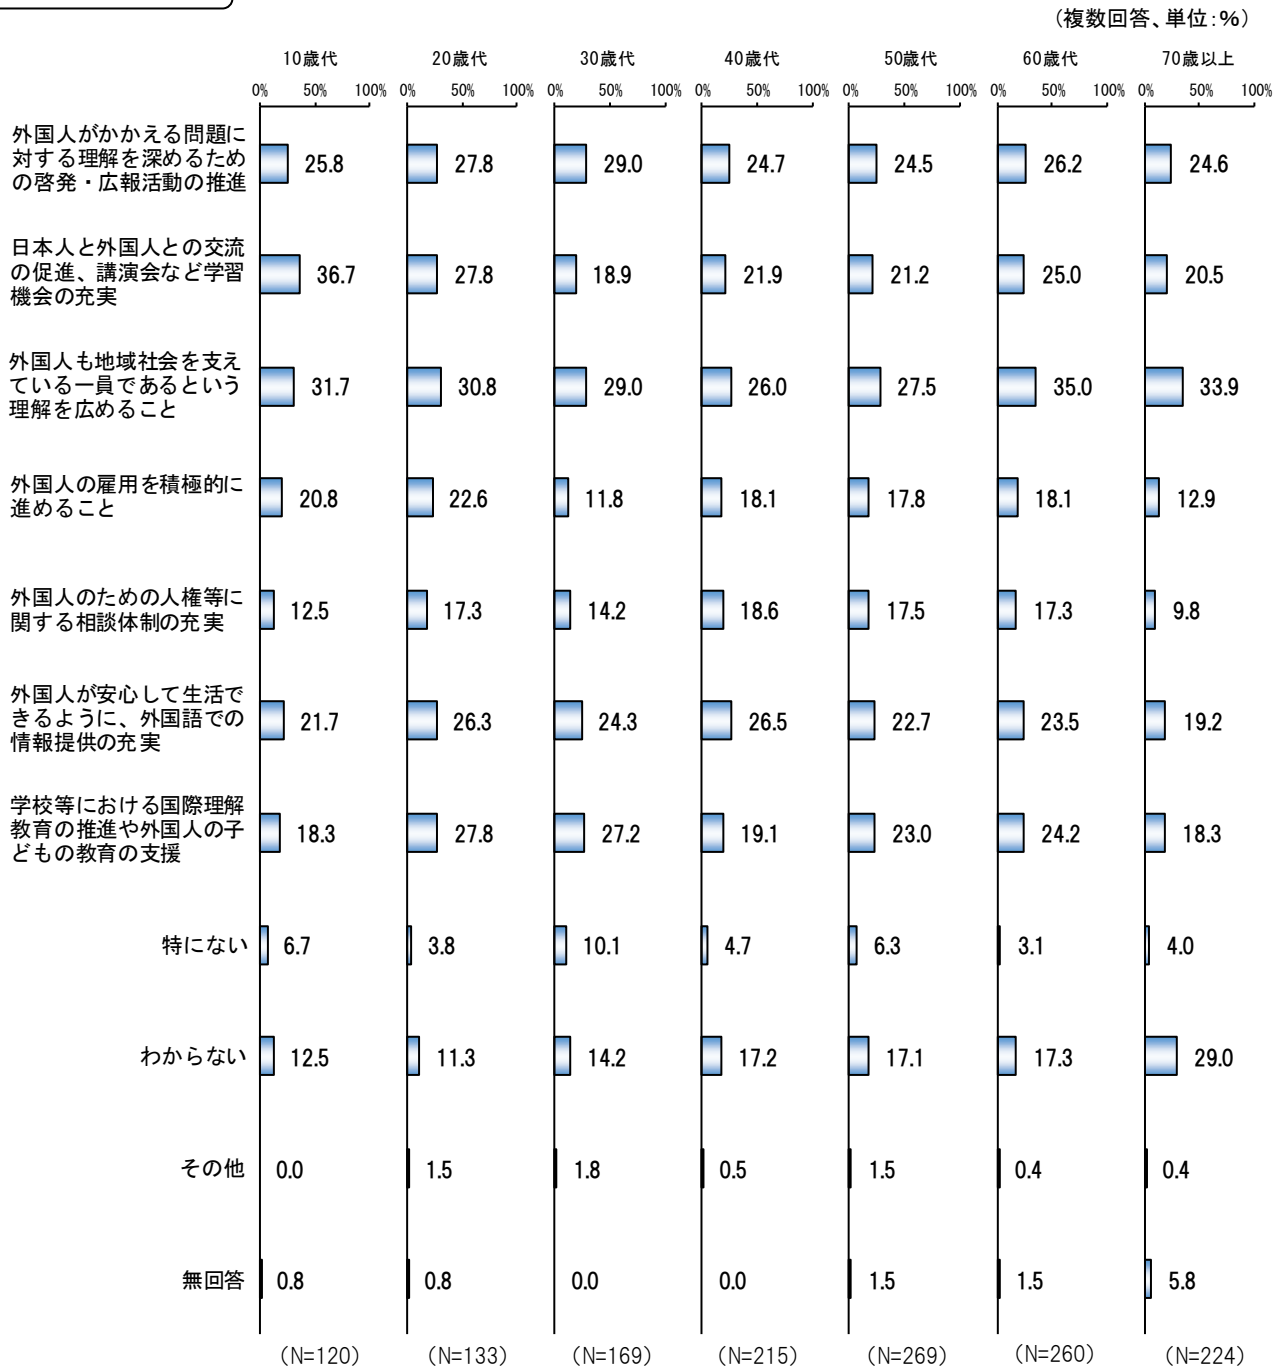 （複数回答、単位：％）
10歳代 20歳代 30歳代 40歳代 50歳代 60歳代 70歳以上
0% 50% 100% 0% 50% 100% 0% 50% 100% 0% 50% 100% 0% 50% 100% 0% 50% 100% 0% 50% 100%
外国人がかかえる問題に
対する理解を深めるため
の啓発・広報活動の推進
25.8 27.8 29.0 24.7 24.5 26.2 24.6
日本人と外国人との交流
の促進、講演会など学習
機会の充実
36.7 27.8 18.9 21.9 21.2 25.0 20.5
外国人も地域社会を支え
ている一員であるという
理解を広めること
31.7 30.8 29.0 26.0 27.5 35.0 33.9
外国人の雇用を積極的に
進めること
20.8 22.6 11.8 18.1 17.8 18.1 12.9
外国人のための人権等に
関する相談体制の充実
12.5 17.3 14.2 18.6 17.5 17.3 9.8
外国人が安心して生活で
きるように、外国語での
情報提供の充実
21.7 26.3 24.3 26.5 22.7 23.5 19.2
学校等における国際理解
教育の推進や外国人の子
どもの教育の支援
18.3 27.8 27.2 19.1 23.0 24.2 18.3
特にない 6.7 3.8 10.1 4.7 6.3 3.1 4.0
わからない 12.5 11.3 14.2 17.2 17.1 17.3 29.0
その他 0.0 1.5 1.8 0.5 1.5 0.4 0.4
無回答 0.8 0.8 0.0 0.0 1.5 1.5 5.8
（N=120） （N=133） （N=169） （N=215） （N=269） （N=260） （N=224）